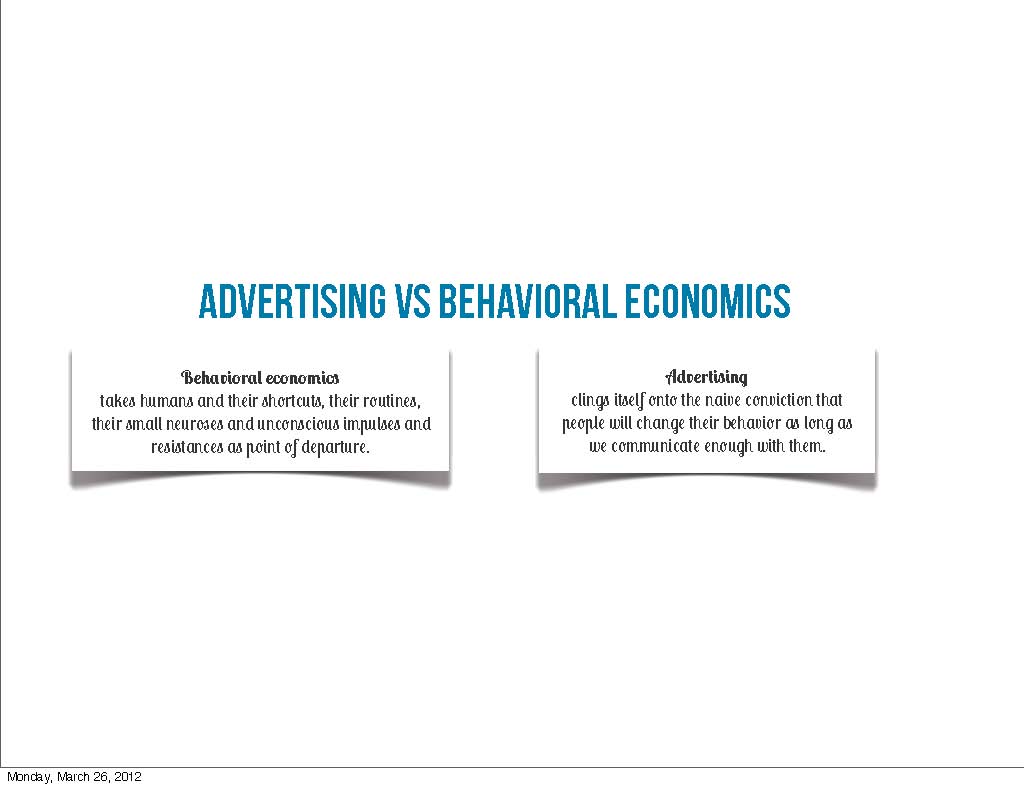 ADVERTISING VS BEHAVIORAL ECONOMICS
Behavioral economics
takes humans and their shortcuts, their routines,
their small neuroses and unconscious impulses and
resistances as point of departure.
Advertising
clings itself onto the naive conviction that
people will change their behavior as long as
we communicate enough with them.
Monday, March 26, 2012